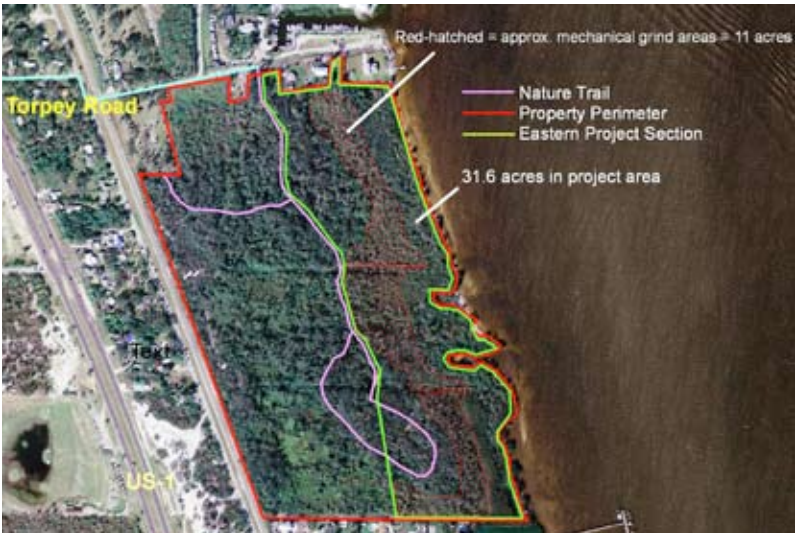 Red-hatched = approx. mechanical grind areas = 11 acres
Torpey Road
Nature Trail
Property Perimeter
Eastern Project Section
31.6 acres in project area
Text
US-1